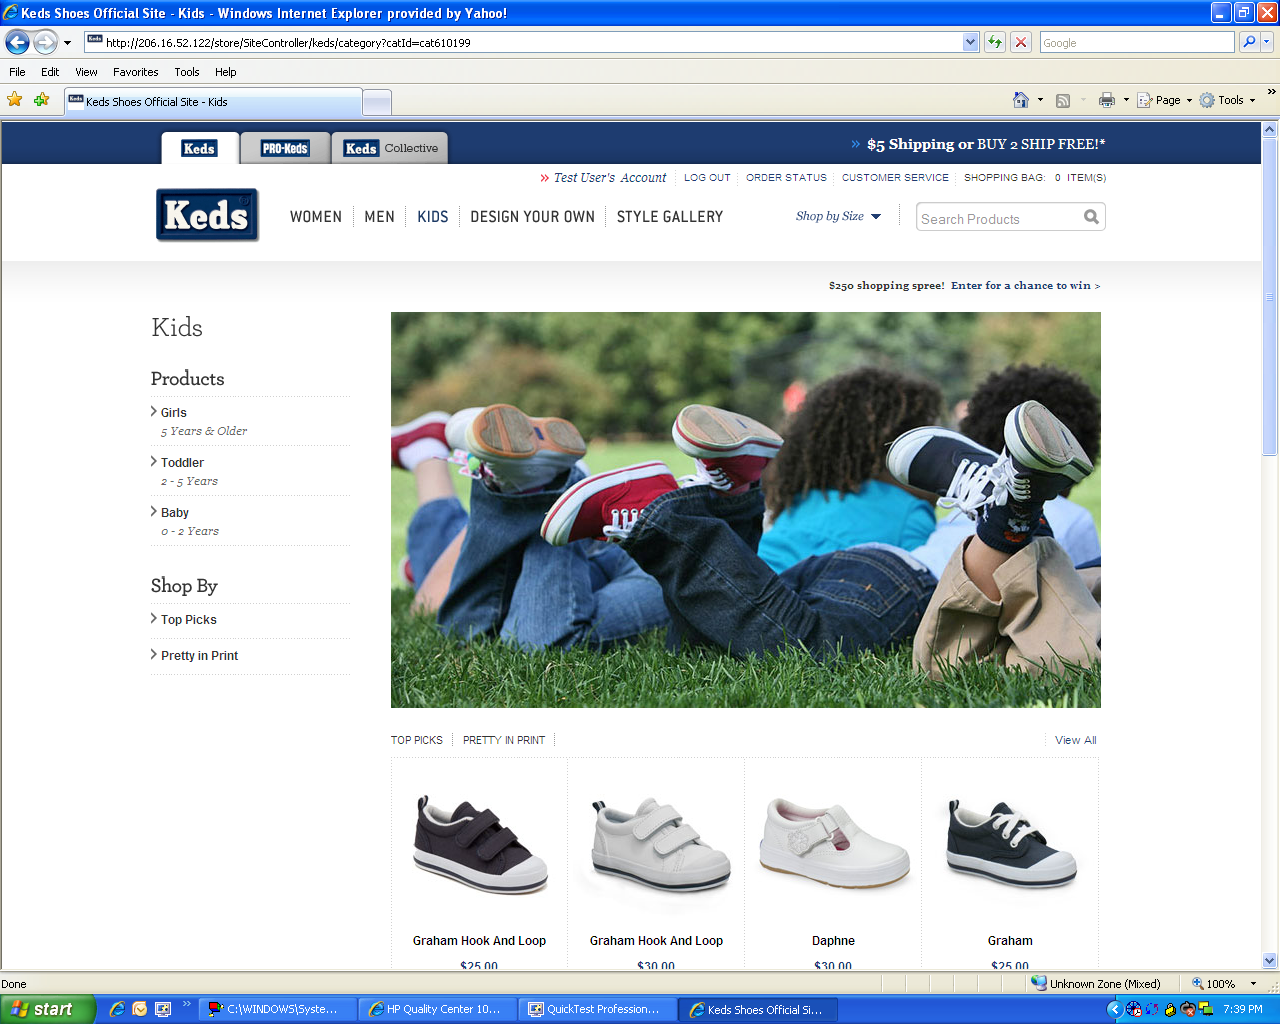 Keds Shoes Official Site - Kids - Windows Internet Explorer provided by Yahoo!
http://206.16.52.122/store/SiteController/keds/category?catId=cat610199
Google
File Edit View Favorites Tools Help
Keds Shoes Official Site - Kids
Page Tools
Keds PRO-Keds Keds Collective
» $5 Shipping or BUY 2 SHIP FREE!*
» Test User's Account LOG OUT ORDER STATUS CUSTOMER SERVICE SHOPPING BAG: 0 ITEM(S)
Keds
WOMEN MEN KIDS DESIGN YOUR OWN STYLE GALLERY
Shop by Size
Search Products
$250 shopping spree! Enter for a chance to win >
Kids
Products
Girls
5 Years & Older
Toddler
2 - 5 Years
Baby
0 - 2 Years
Shop By
Top Picks
Pretty in Print
TOP PICKS PRETTY IN PRINT View All
Graham Hook And Loop Graham Hook And Loop Daphne Graham
$25.00 $30.00 $30.00 $25.00
Done
Unknown Zone (Mixed) 100%
start
C:\WINDOWS\Syste...
HP Quality Center 10...
QuickTest Profession...
Keds Shoes Official Si...
7:39 PM